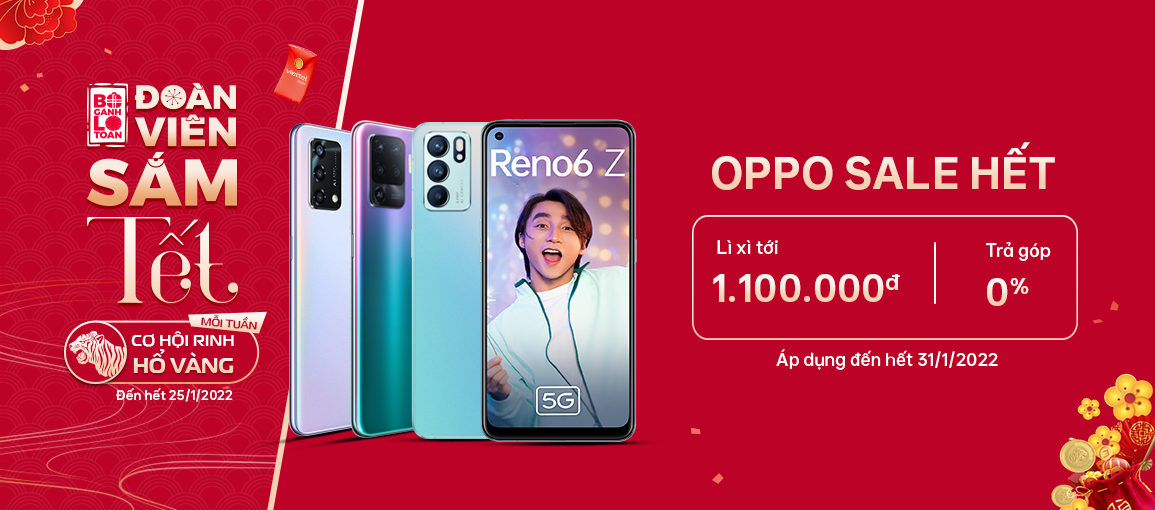 BỎ
GÁNH
LO
TOAN
ĐOÀN
VIÊN
SẮM
Tết
MỖI TUẦN
CƠ HỘI RINH
HỔ VÀNG
Đến hết 25/1/2022
viettel
Reno6 Z
5G
OPPO SALE HẾT
Lì xì tới
1.100.000đ
Trả góp
0%
Áp dụng đến hết 31/1/2022